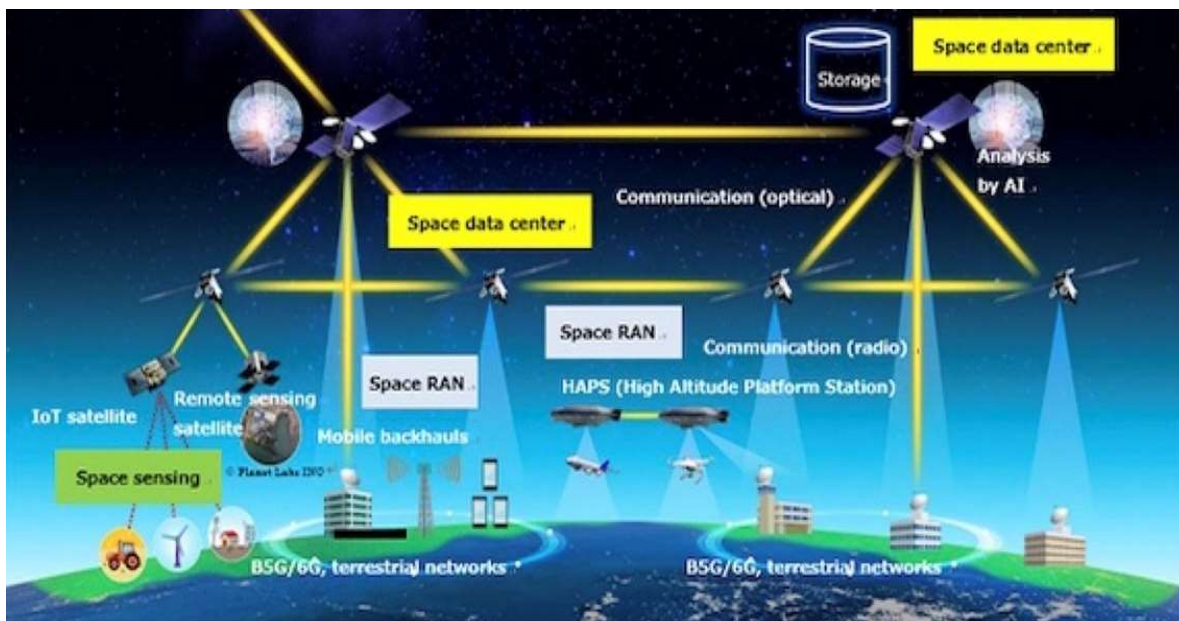 Space data center
Storage
Analysis
by AI
Communication (optical)
Space data center
Space RAN
Communication (radio)
Space RAN
HAPS (High Altitude Platform Station)
IoT satellite
Remote sensing
satellite
Mobile backhauls
© Planet Labs INC
Space sensing
B5G/6G, terrestrial networks
B5G/6G, terrestrial networks